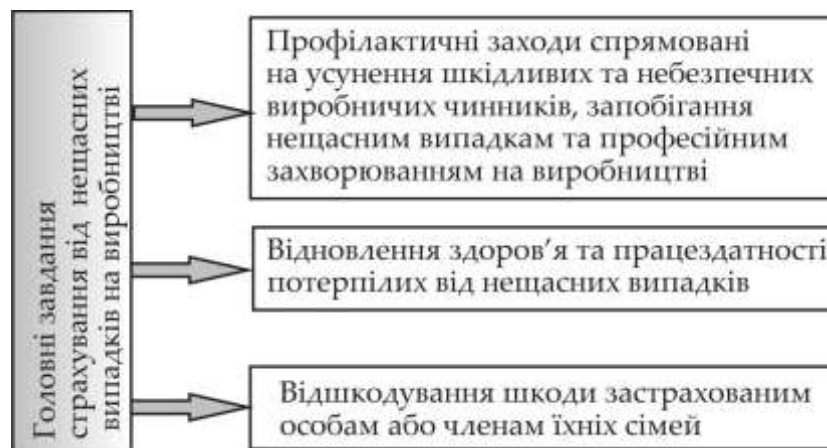 Головні завдання
страхування від нещасних
випадків на виробництві
Профілактичні заходи спрямовані
на усунення шкідливих та небезпечних
виробничих чинників, запобігання
нещасним випадкам та професійним
захворюванням на виробництві
Відновлення здоров’я та працездатності
потерпілих від нещасних випадків
Відшкодування шкоди застрахованим
особам або членам їхніх сімей